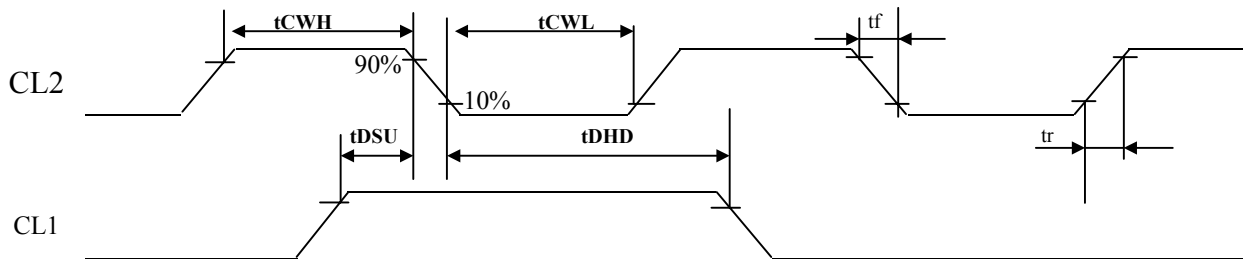 tCWH
tCWL
tf
CL2
90%
10%
tDSU
tDHD
tr
CL1